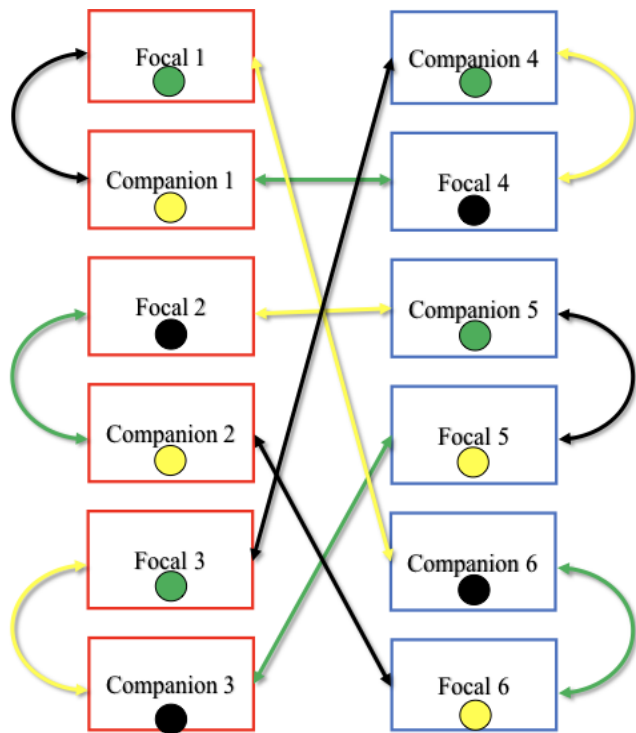 Focal 1
Companion 1
Focal 2
Companion 2
Focal 3
Companion 3
Companion 4
Focal 4
Companion 5
Focal 5
Companion 6
Focal 6